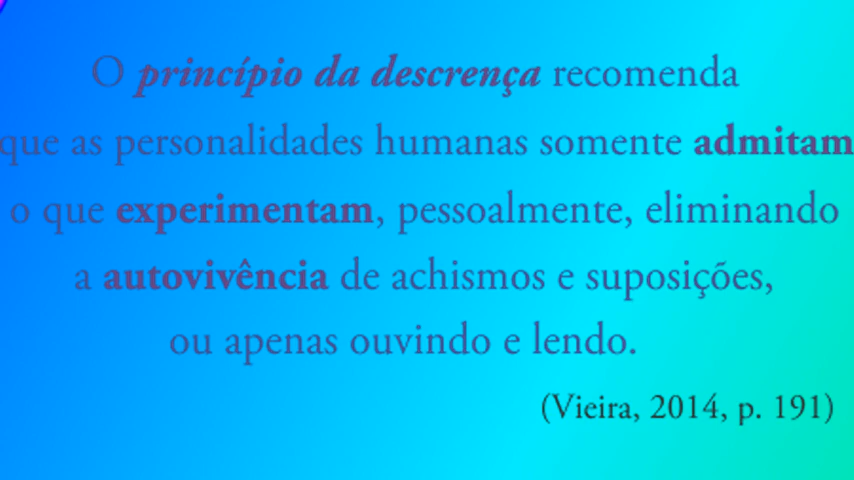 O princípio da descrença recomenda
que as personalidades humanas somente admitam
o que experimentam, pessoalmente, eliminando
a autovivência de achismos e suposições,
ou apenas ouvindo e lendo.
(Vieira, 2014, p. 191)